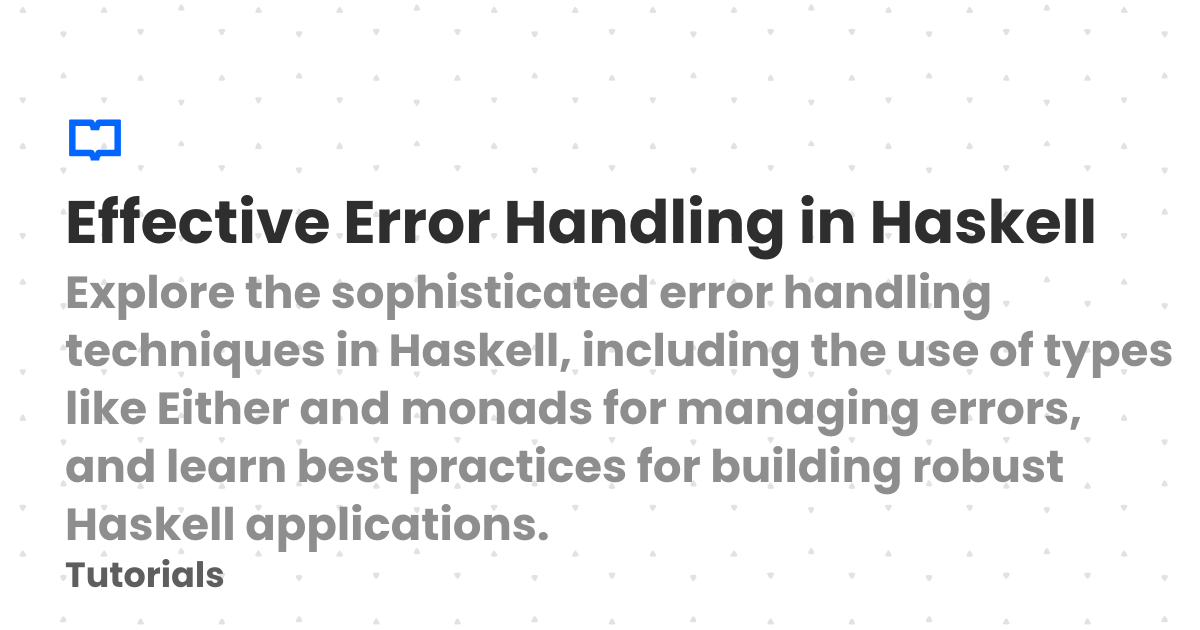 Effective Error Handling in Haskell
Explore the sophisticated error handling
techniques in Haskell, including the use of types
like Either and monads for managing errors,
and learn best practices for building robust
Haskell applications.
Tutorials